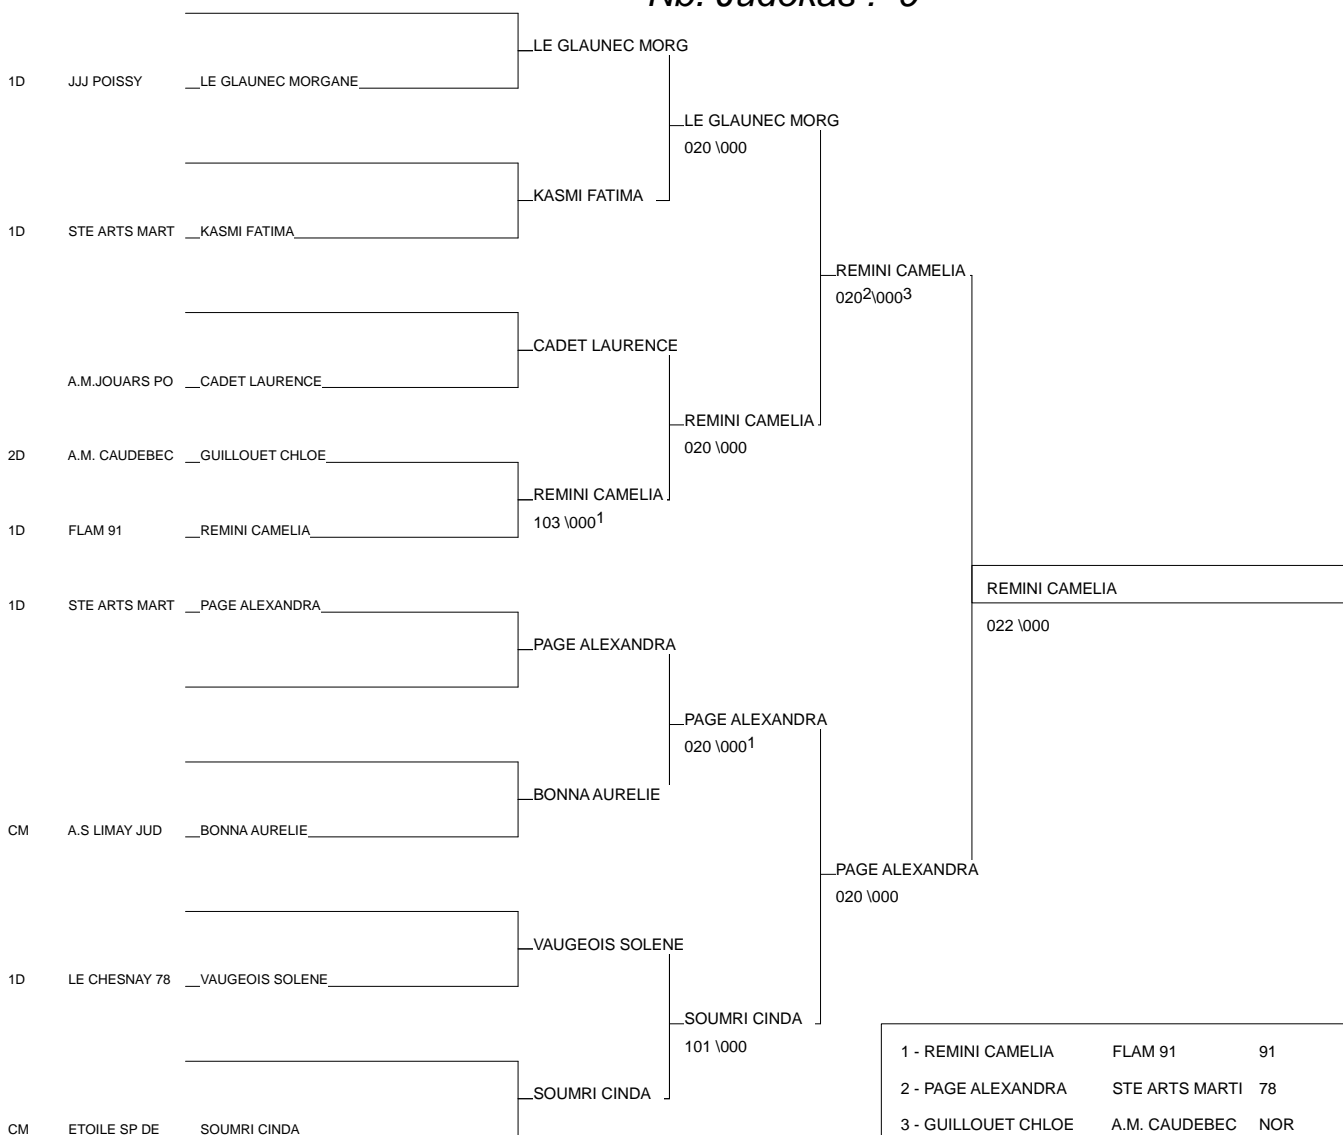 LE GLAUNEC MORG
1D JJJ POISSY LE GLAUNEC MORGANE
LE GLAUNEC MORG
020 \000
KASMI FATIMA
1D STE ARTS MART KASMI FATIMA
REMINI CAMELIA
0202\0003
CADET LAURENCE
A.M.JOUARS PO CADET LAURENCE
REMINI CAMELIA
020 \000
2D A.M. CAUDEBEC GUILLOUET CHLOE
REMINI CAMELIA
103 \0001
1D FLAM 91 REMINI CAMELIA
REMINI CAMELIA
022 \000
1D STE ARTS MART PAGE ALEXANDRA
PAGE ALEXANDRA
PAGE ALEXANDRA
020 \0001
BONNA AURELIE
CM A.S LIMAY JUD BONNA AURELIE
PAGE ALEXANDRA
020 \000
VAUGEOIS SOLENE
1D LE CHESNAY 78 VAUGEOIS SOLENE
SOUMRI CINDA
101 \000
SOUMRI CINDA
CM ETOILE SP DE SOUMRI CINDA
1 - REMINI CAMELIA FLAM 91 91
2 - PAGE ALEXANDRA STE ARTS MARTI 78
3 - GUILLOUET CHLOE A.M. CAUDEBEC NOR